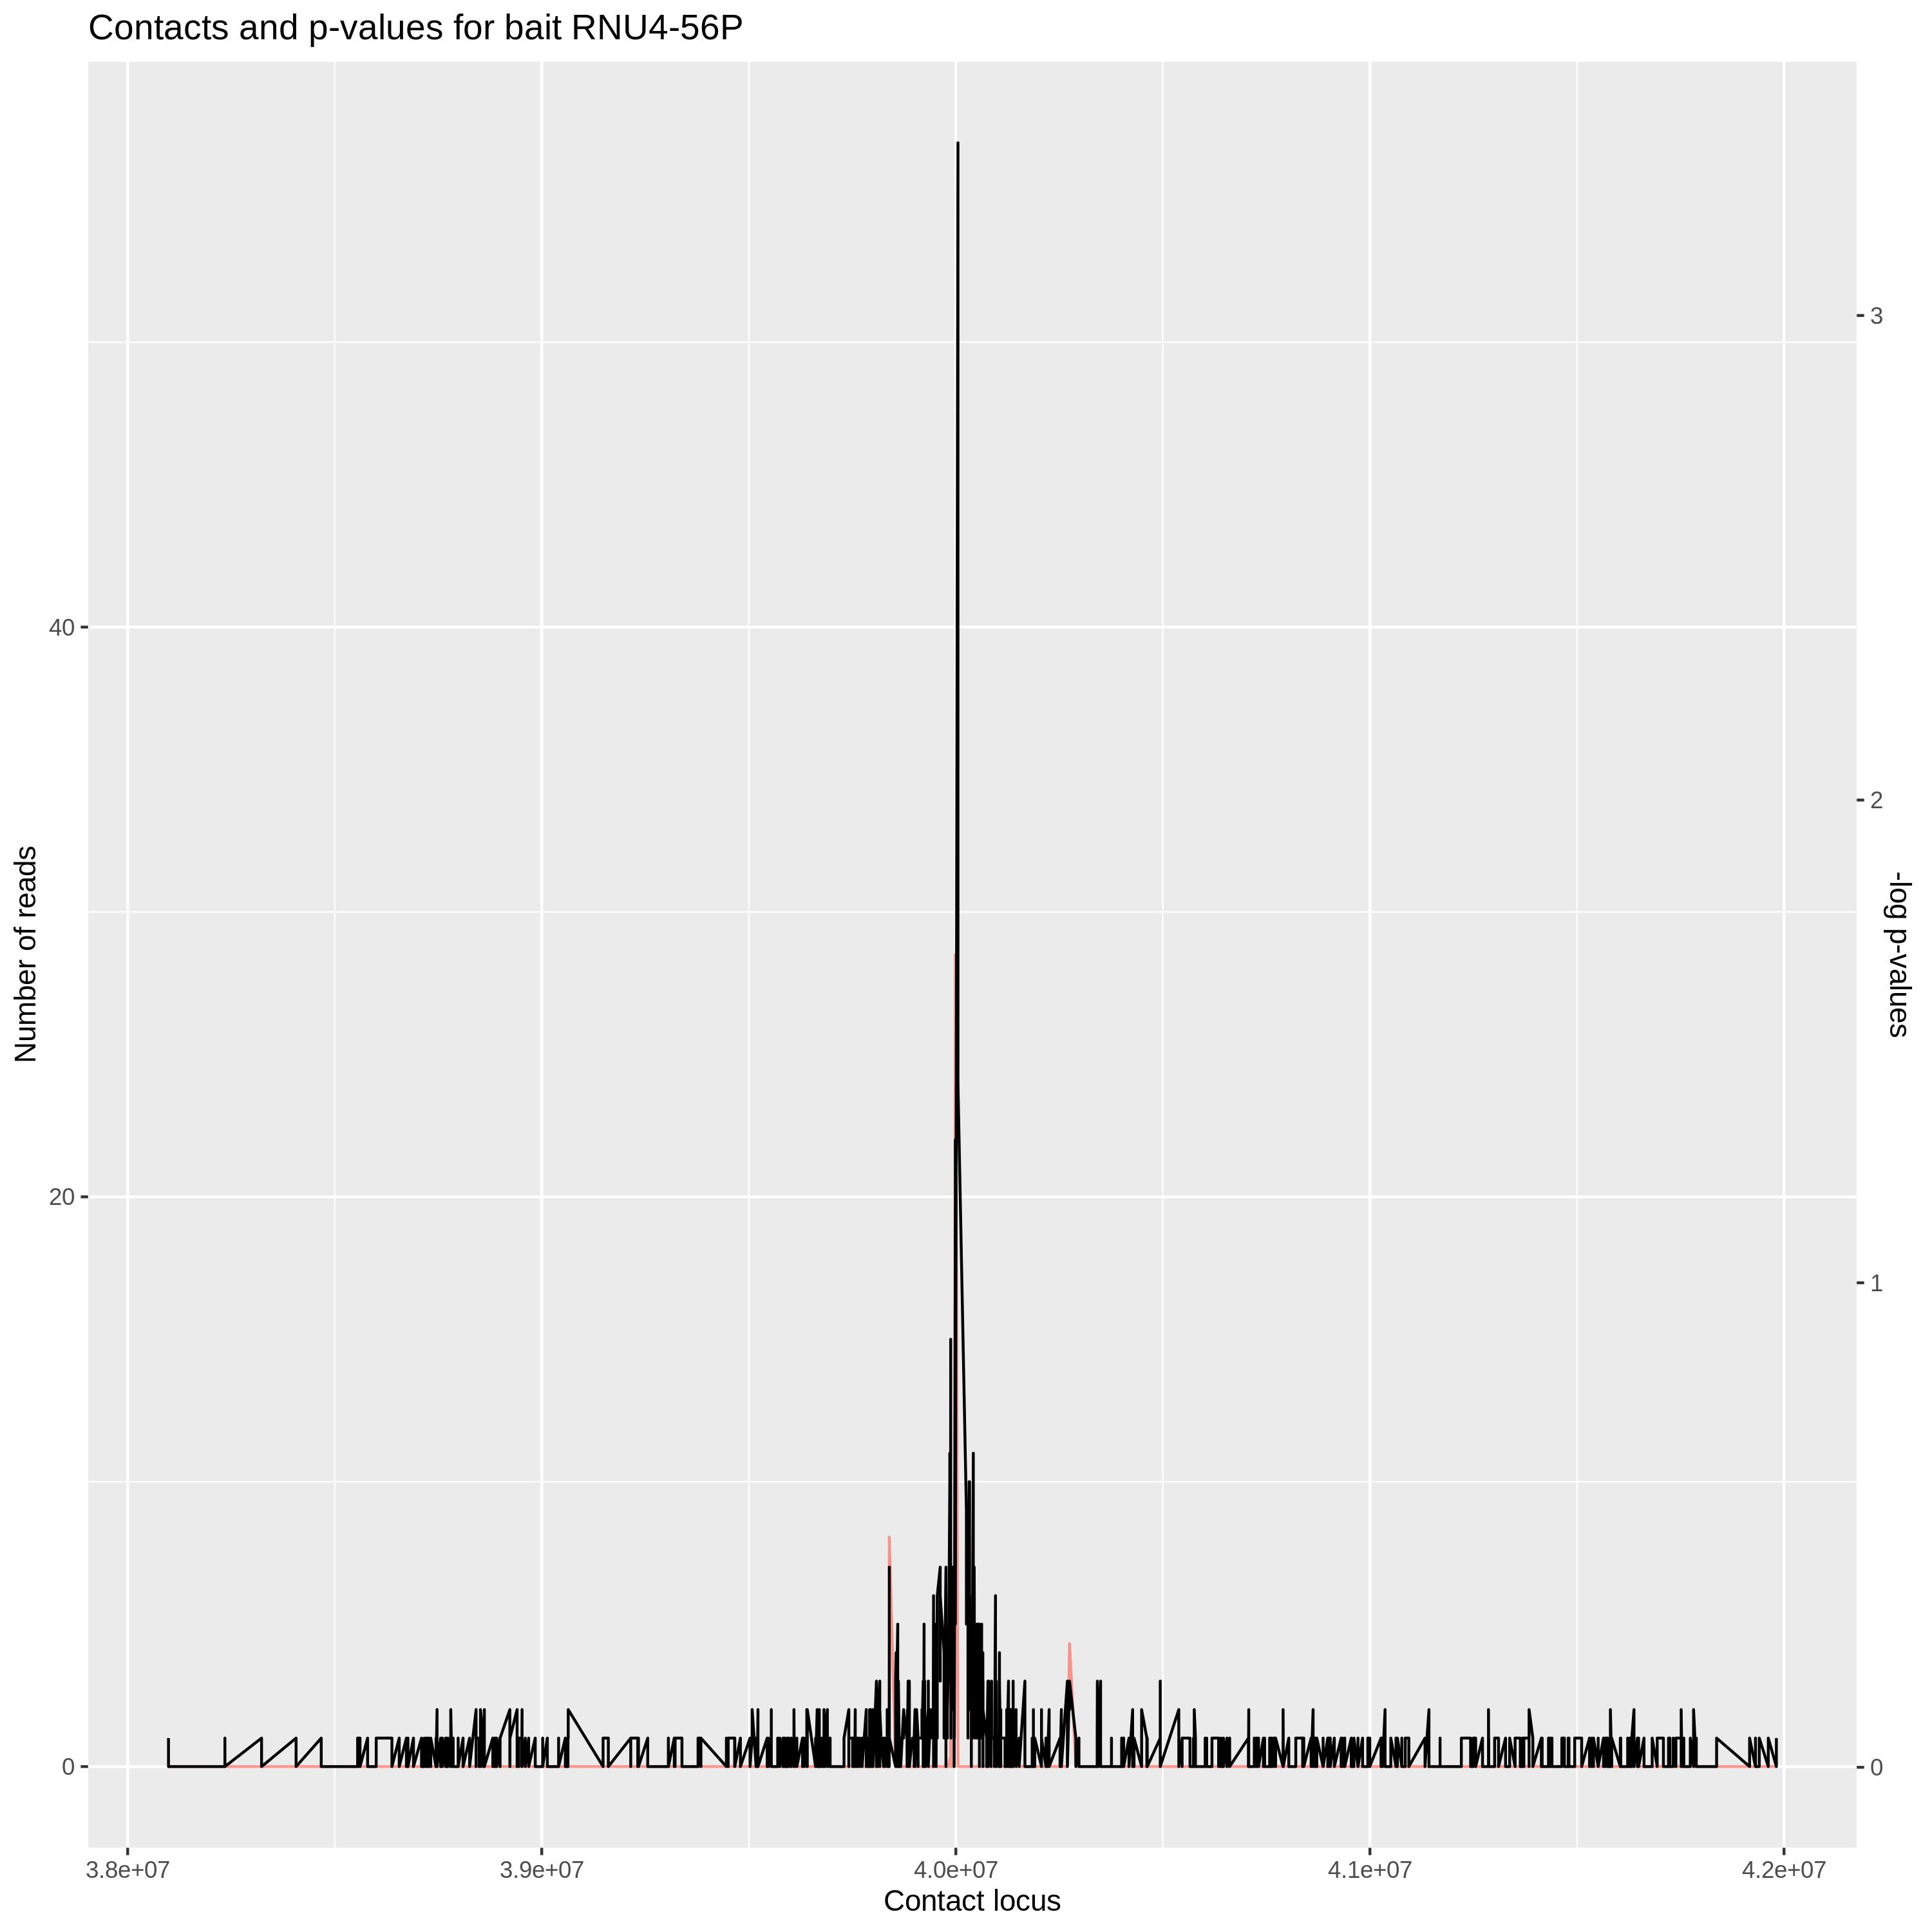 Contacts and p-values for bait RNU4-56P
3
40
2
Number of reads
-log p-values
20
1
0
0
3.8e+07
3.9e+07
4.0e+07
4.1e+07
4.2e+07
Contact locus